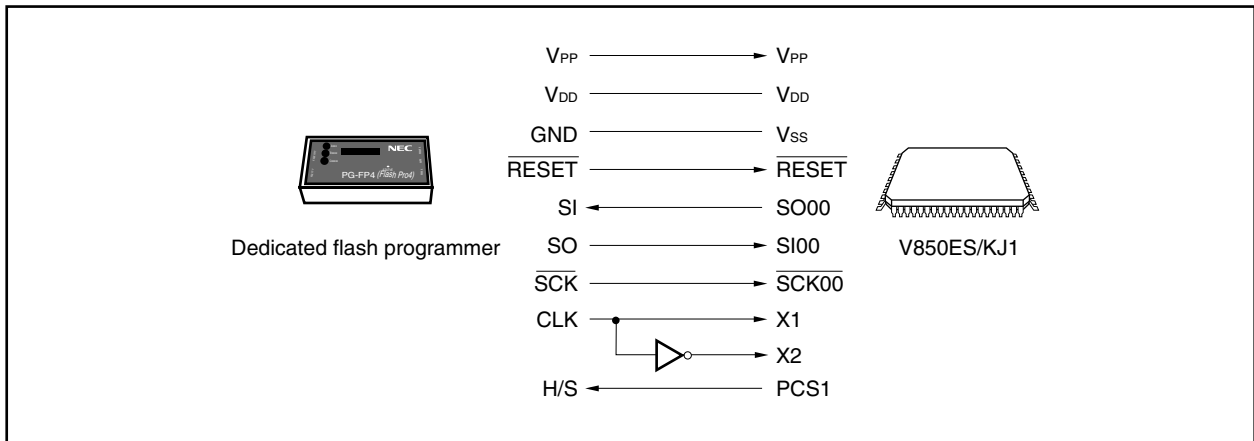 VPP VPP
VDD VDD
GND VSS
RESET RESET
SI SO00
SO SI00
SCK SCK00
CLK X1
X2
H/S PCS1
NEC
PG-FP4 (Flash Pro4)
Dedicated flash programmer
V850ES/KJ1